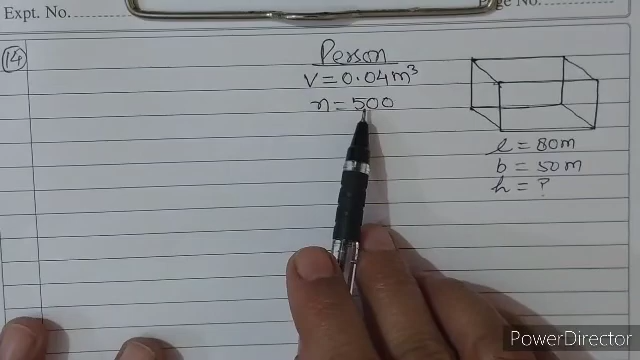 Expt. No.
Page No.
14
Person
V = 0.04m³
n = 500
l = 80m
b = 50m
h = ?
PowerDirector